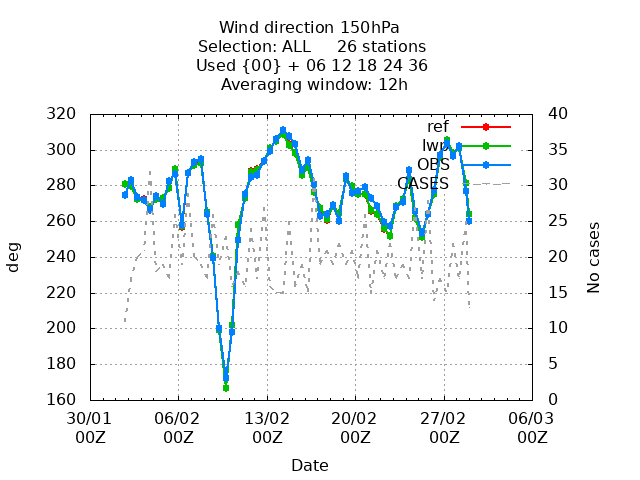 Wind direction 150hPa
Selection: ALL 26 stations
Used {00} + 06 12 18 24 36
Averaging window: 12h
320 40
ref
lwp
300 35
OBS
CASES
280 30
260 25
deg
No cases
240 20
220 15
200 10
180 5
160 0
30/01 06/02 13/02 20/02 27/02 06/03
00Z 00Z 00Z 00Z 00Z 00Z
Date